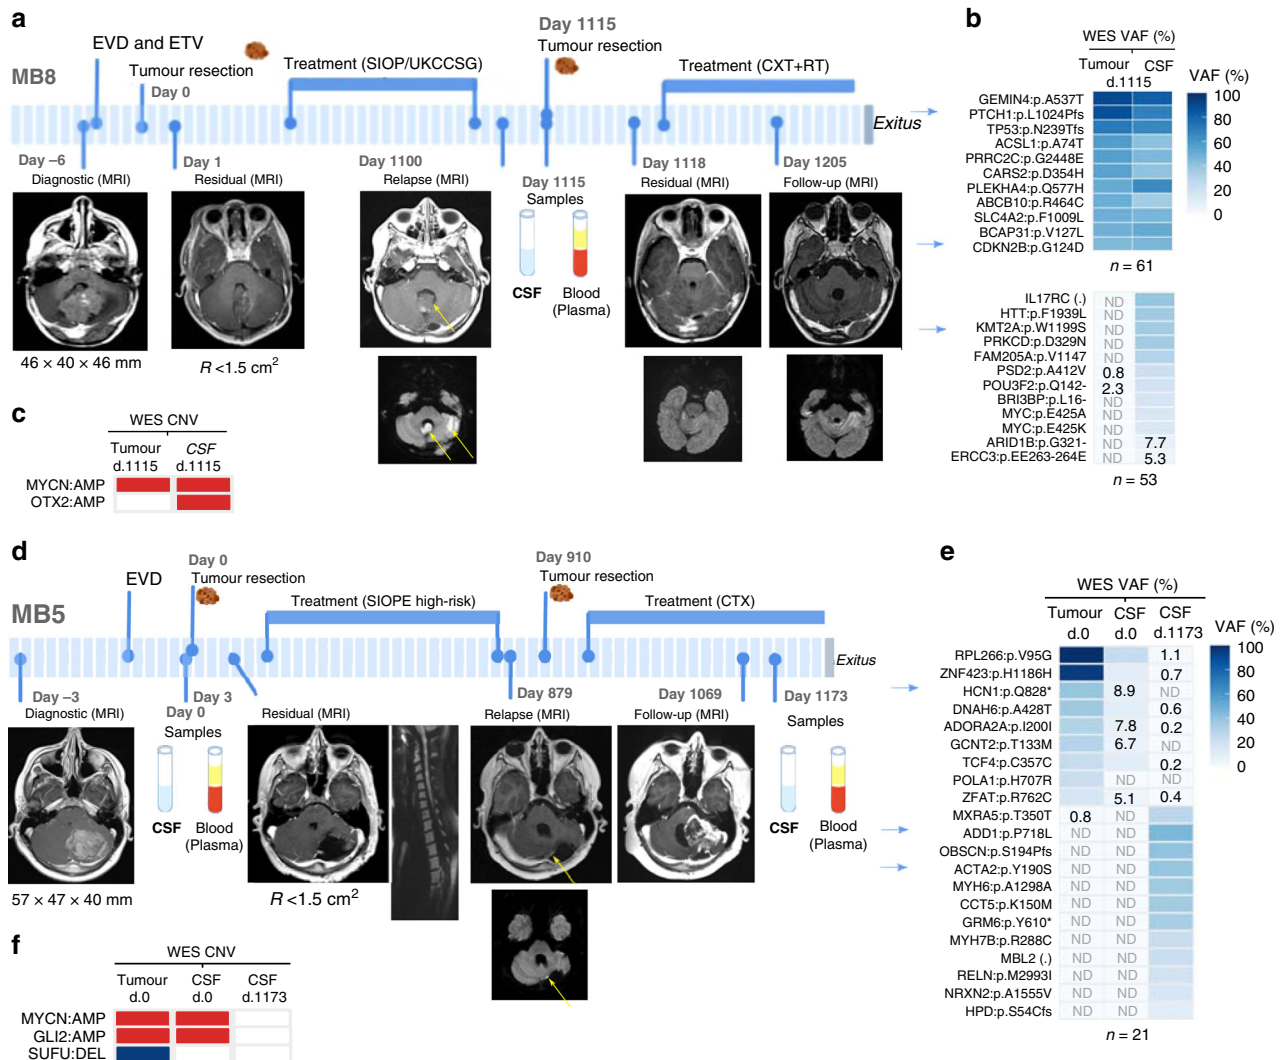 a
MB8
EVD and ETV
Tumour resection
Day 0
Treatment (SIOP/UKCCSG)
Day 1115
Tumour resection
Treatment (CXT+RT)
Exitus
Day –6
Diagnostic (MRI)
Day 1
Residual (MRI)
Day 1100
Relapse (MRI)
Day 1115
Samples
CSF
Blood
(Plasma)
Day 1118
Residual (MRI)
Day 1205
Follow-up (MRI)
46 × 40 × 46 mm
R <1.5 cm²
b
WES VAF (%)
Tumour CSF
d.1115
VAF (%)
100
80
60
40
20
0
GEMIN4:p.A537T
PTCH1:p.L1024Pfs
TP53:p.N239Tfs
ACSL1:p.A74T
PRRC2C:p.G2448E
CARS2:p.D354H
PLEKHA4:p.Q577H
ABCB10:p.R464C
SLC4A2:p.F1009L
BCAP31:p.V127L
CDKN2B:p.G124D
n = 61
IL17RC (.) ND
HTT:p.F1939L ND
KMT2A:p.W1199S ND
PRKCD:p.D329N ND
FAM205A:p.V1147 ND
PSD2:p.A412V 0.8
POU3F2:p.Q142- 2.3
BRI3BP:p.L16- ND
MYC:p.E425A ND
MYC:p.E425K ND
ARID1B:p.G321- ND 7.7
ERCC3:p.EE263-264E ND 5.3
n = 53
c
WES CNV
Tumour CSF
d.1115 d.1115
MYCN:AMP
OTX2:AMP
d
MB5
EVD
Day 0
Tumour resection
Treatment (SIOPE high-risk)
Day 910
Tumour resection
Treatment (CTX)
Exitus
Day –3
Diagnostic (MRI)
Day 0
Samples
CSF
Blood
(Plasma)
Day 3
Residual (MRI)
Day 879
Relapse (MRI)
Day 1069
Follow-up (MRI)
Day 1173
Samples
CSF
Blood
(Plasma)
57 × 47 × 40 mm
R <1.5 cm²
e
WES VAF (%)
Tumour CSF CSF
d.0 d.0 d.1173
VAF (%)
100
80
60
40
20
0
RPL266:p.V95G 1.1
ZNF423:p.H1186H 0.7
HCN1:p.Q828* 8.9 ND
DNAH6:p.A428T 0.6
ADORA2A:p.I200I 7.8 0.2
GCNT2:p.T133M 6.7 ND
TCF4:p.C357C 0.2
POLA1:p.H707R ND ND
ZFAT:p.R762C 5.1 0.4
MXRA5:p.T350T 0.8 ND
ADD1:p.P718L ND ND
OBSCN:p.S194Pfs ND ND
ACTA2:p.Y190S ND ND
MYH6:p.A1298A ND ND
CCT5:p.K150M ND ND
GRM6:p.Y610* ND ND
MYH7B:p.R288C ND ND
MBL2 (.) ND ND
RELN:p.M2993I ND ND
NRXN2:p.A1555V ND ND
HPD:p.S54Cfs ND ND
n = 21
f
WES CNV
Tumour CSF CSF
d.0 d.0 d.1173
MYCN:AMP
GLI2:AMP
SUFU:DEL